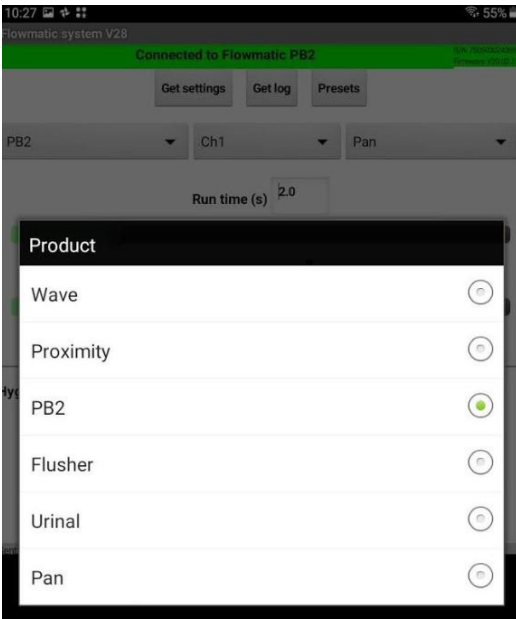 10:27 55%
Flowmatic system V28
Connected to Flowmatic PB2
Get settings Get log Presets
PB2 Ch1 Pan
Run time (s) 2.0
Product
Wave
Proximity
PB2
Flusher
Urinal
Pan